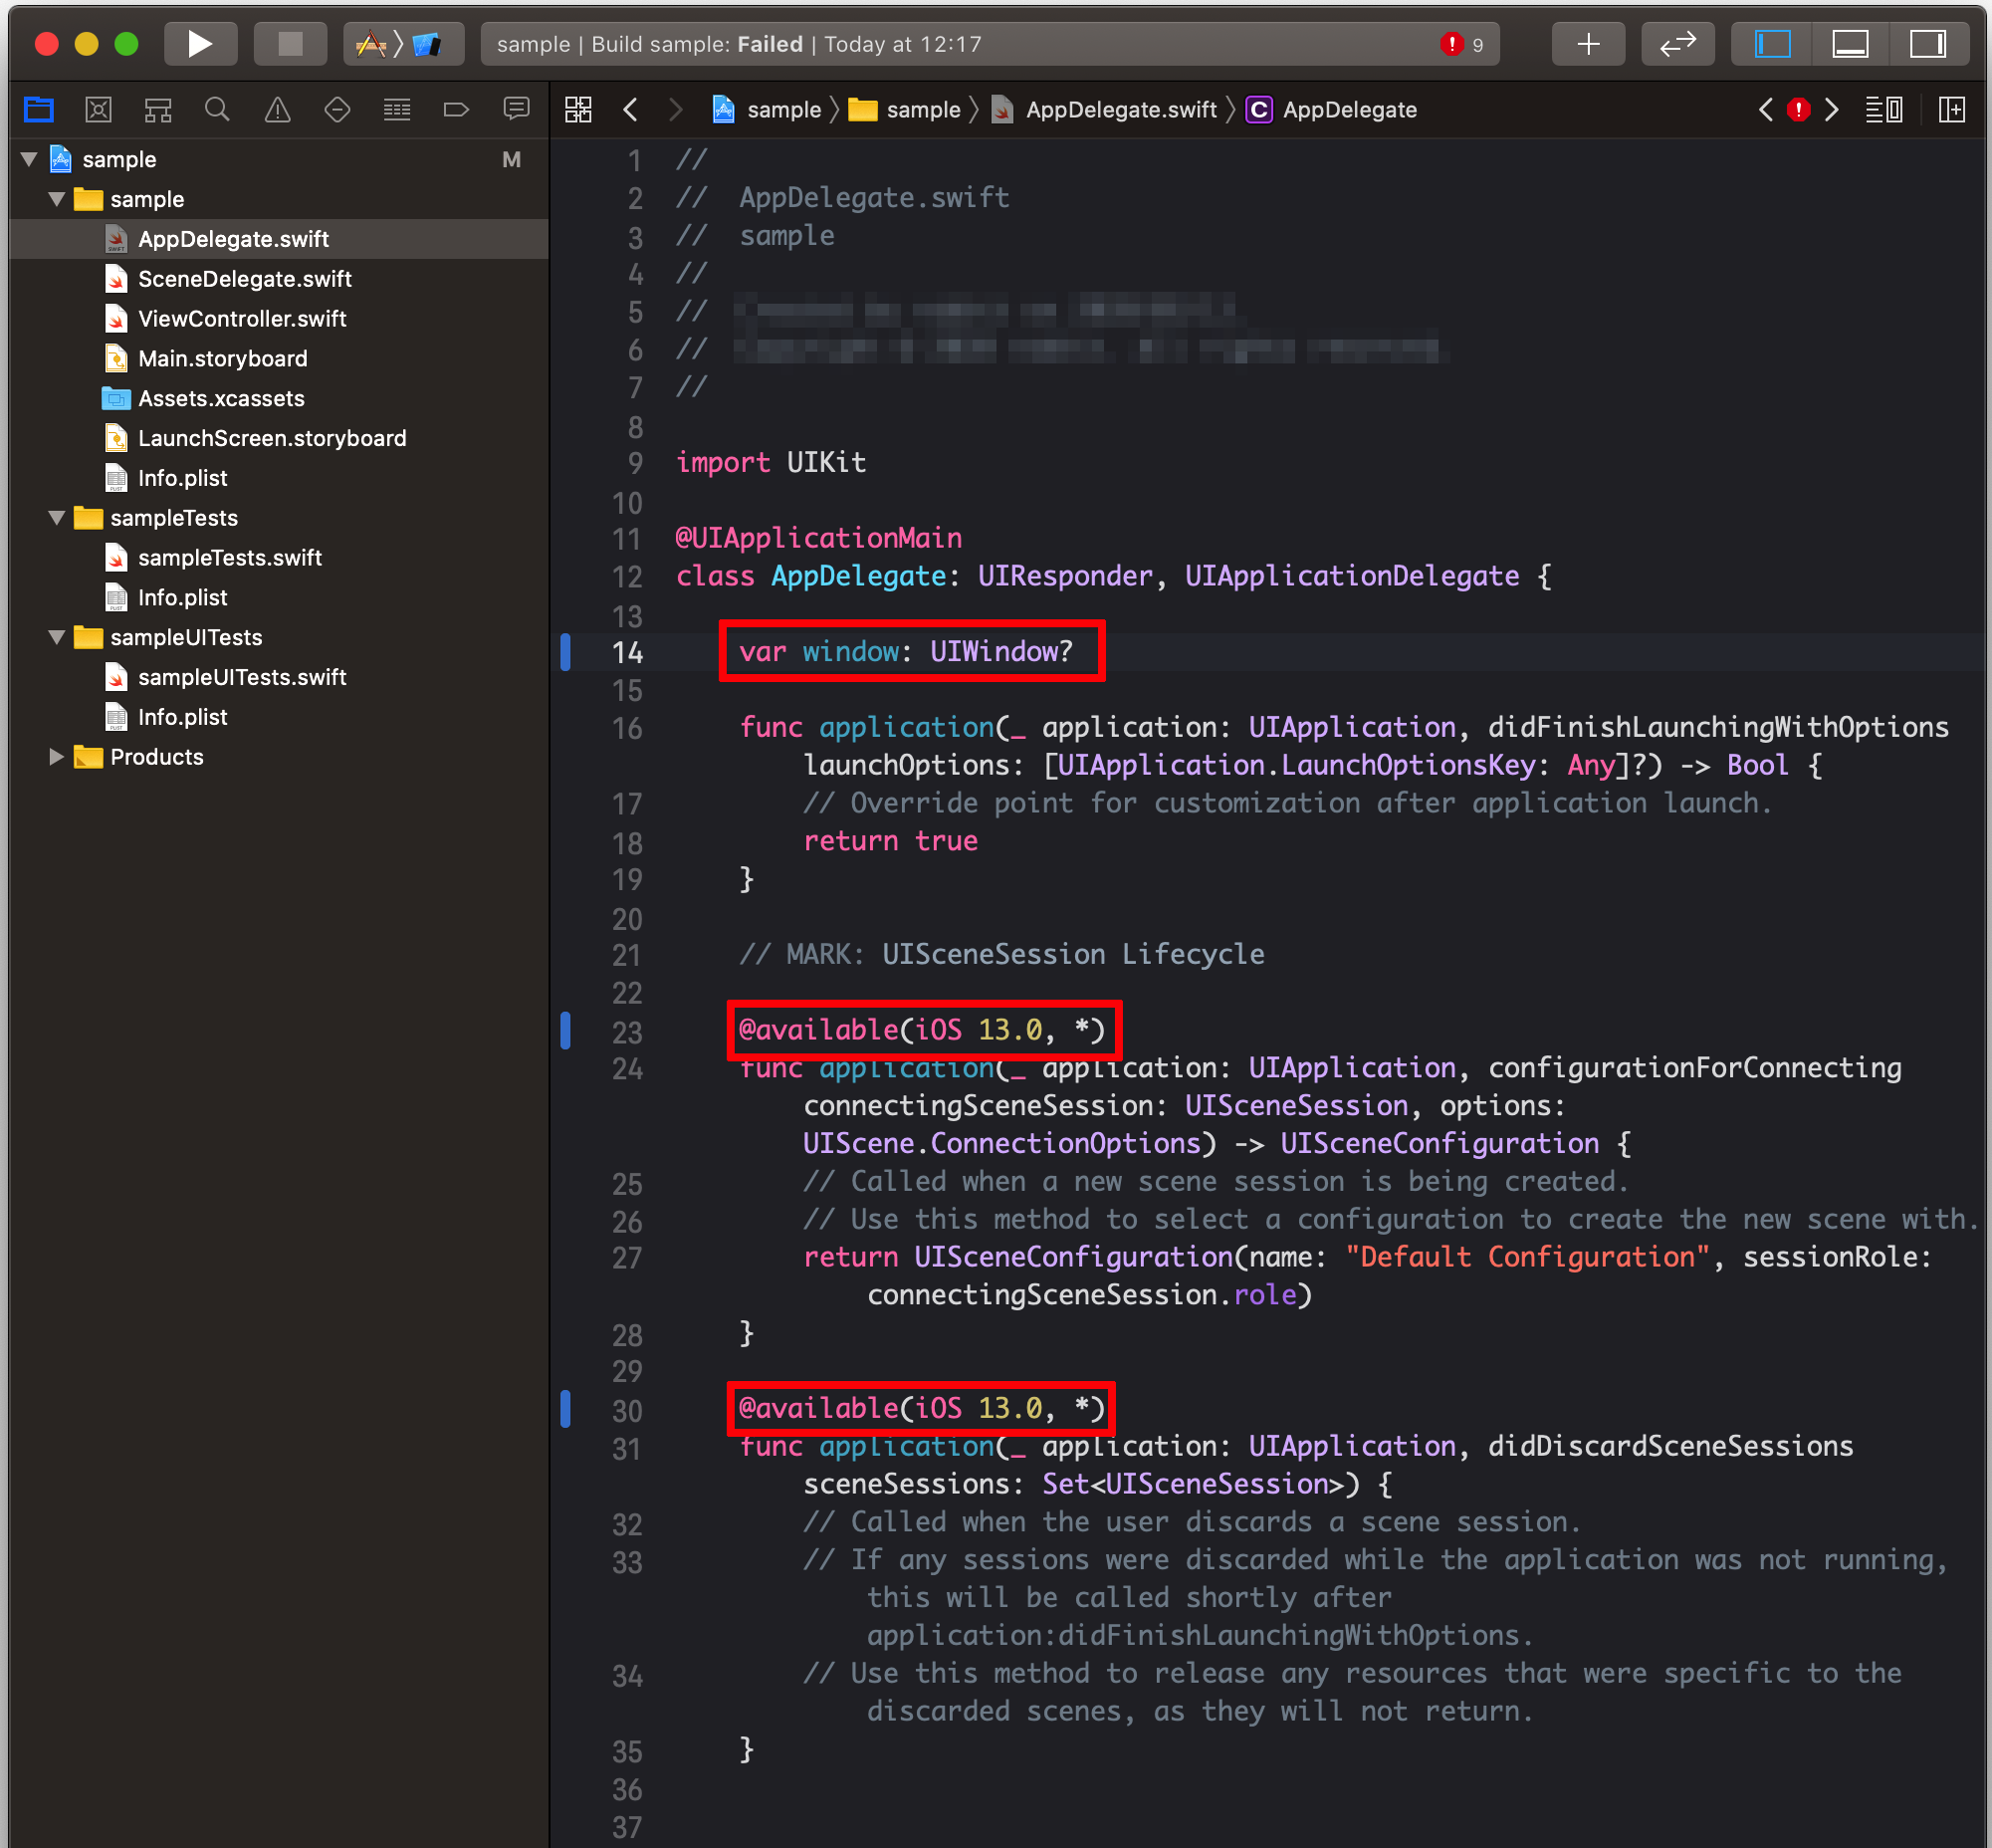 sample | Build sample: Failed | Today at 12:17
9
sample
sample
AppDelegate.swift
C
AppDelegate
sample
M
sample
AppDelegate.swift
SceneDelegate.swift
ViewController.swift
Main.storyboard
Assets.xcassets
LaunchScreen.storyboard
Info.plist
sampleTests
sampleTests.swift
Info.plist
sampleUITests
sampleUITests.swift
Info.plist
Products
1 //
2 //  AppDelegate.swift
3 //  sample
4 //
5 //
6 //
7 //
8
9 import UIKit
10
11 @UIApplicationMain
12 class AppDelegate: UIResponder, UIApplicationDelegate {
13
14     var window: UIWindow?
15
16     func application(_ application: UIApplication, didFinishLaunchingWithOptions
launchOptions: [UIApplication.LaunchOptionsKey: Any]?) -> Bool {
17         // Override point for customization after application launch.
18         return true
19     }
20
21     // MARK: UISceneSession Lifecycle
22
23     @available(iOS 13.0, *)
24     func application(_ application: UIApplication, configurationForConnecting
connectingSceneSession: UISceneSession, options:
UIScene.ConnectionOptions) -> UISceneConfiguration {
25         // Called when a new scene session is being created.
26         // Use this method to select a configuration to create the new scene with.
27         return UISceneConfiguration(name: "Default Configuration", sessionRole:
connectingSceneSession.role)
28     }
29
30     @available(iOS 13.0, *)
31     func application(_ application: UIApplication, didDiscardSceneSessions
sceneSessions: Set<UISceneSession>) {
32         // Called when the user discards a scene session.
33         // If any sessions were discarded while the application was not running,
this will be called shortly after
application:didFinishLaunchingWithOptions.
34         // Use this method to release any resources that were specific to the
discarded scenes, as they will not return.
35     }
36
37